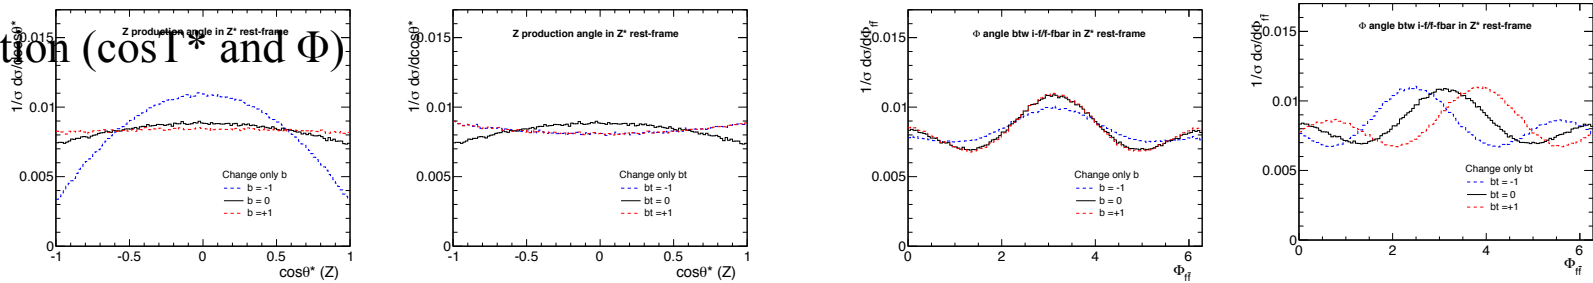 tion (cosT* and Φ)
Z production angle in Z* rest-frame
1/σ dσ/dcosθ*
0.01
0.005
0
Change only b
b = -1
b = 0
b =+1
-1 -0.5 0 0.5 1
cosθ* (Z)
Z production angle in Z* rest-frame
1/σ dσ/dcosθ*
0.015
0.01
0.005
0
Change only bt
bt = -1
bt = 0
bt =+1
-1 -0.5 0 0.5 1
cosθ* (Z)
Φ angle btw i-f/f-fbar in Z* rest-frame
1/σ dσ/dΦff̄
0.015
0.01
0.005
0
Change only b
b = -1
b = 0
b =+1
0 2 4 6
Φff̄
Φ angle btw i-f/f-fbar in Z* rest-frame
1/σ dσ/dΦff̄
0.015
0.01
0.005
0
Change only bt
bt = -1
bt = 0
bt =+1
0 2 4 6
Φff̄